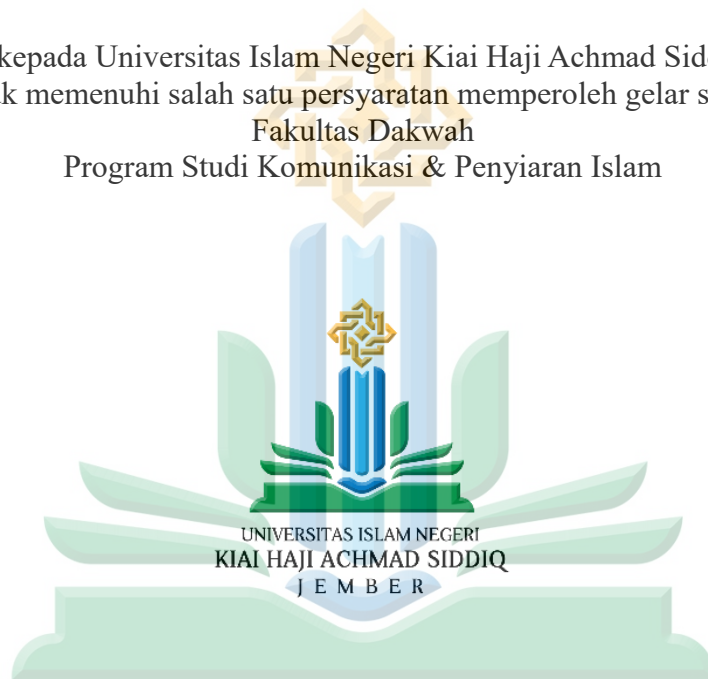 kepada Universitas Islam Negeri Kiai Haji Achmad
memenuhi salah satu persyaratan memperoleh gelar
Fakultas Dakwah
Program Studi Komunikasi & Penyiaran Islam
UNIVERSITAS ISLAM NEGERI
KIAI HAJI ACHMAD SIDDIQ
JEMBER